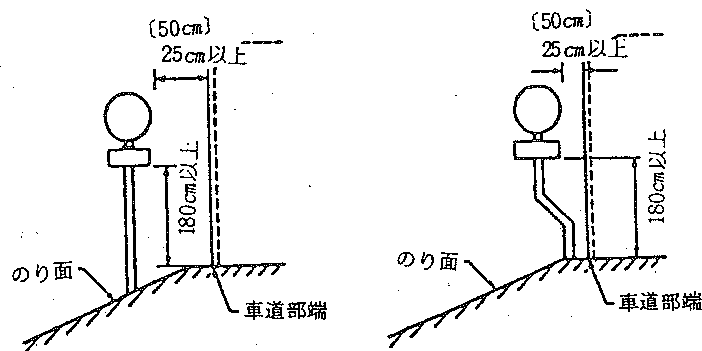 〔50cm〕
25cm以上
180cm以上
のり面
車道部端
〔50cm〕
25cm以上
180cm以上
のり面
車道部端